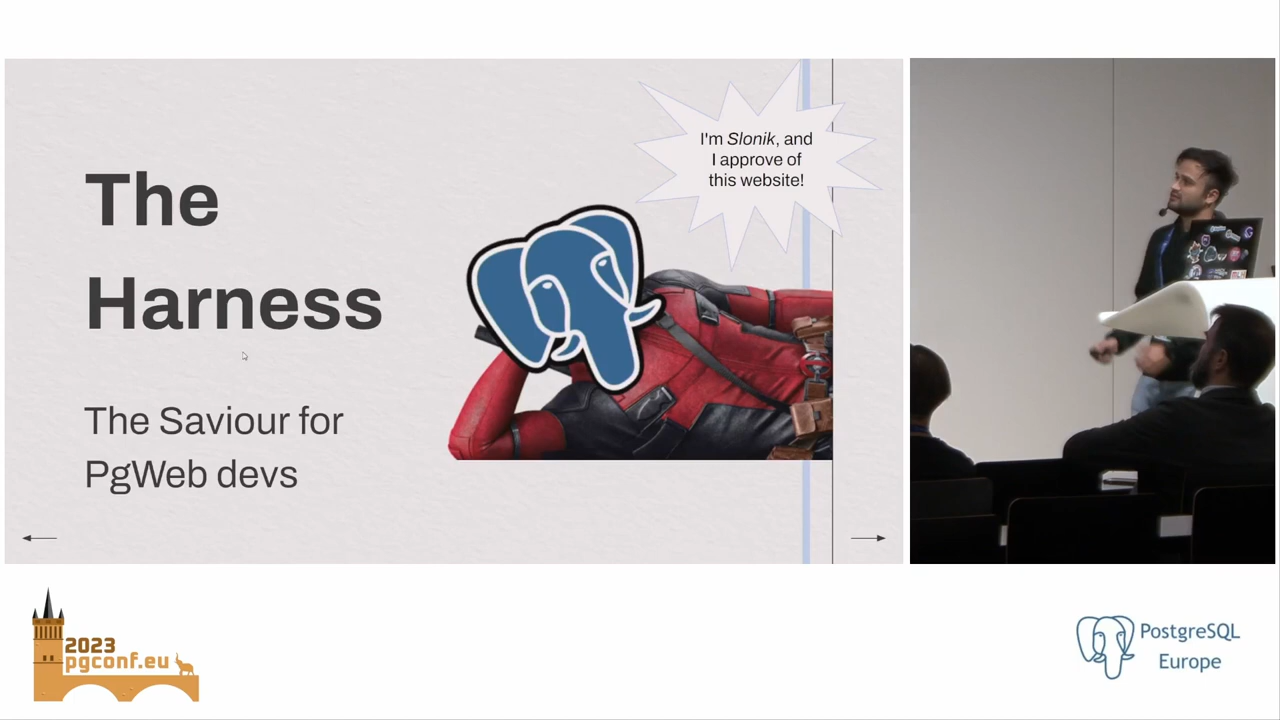 The
Harness
The Saviour for
PgWeb devs
I'm Slonik, and
I approve of
this website!
2023
pgconf.eu
PostgreSQL
Europe